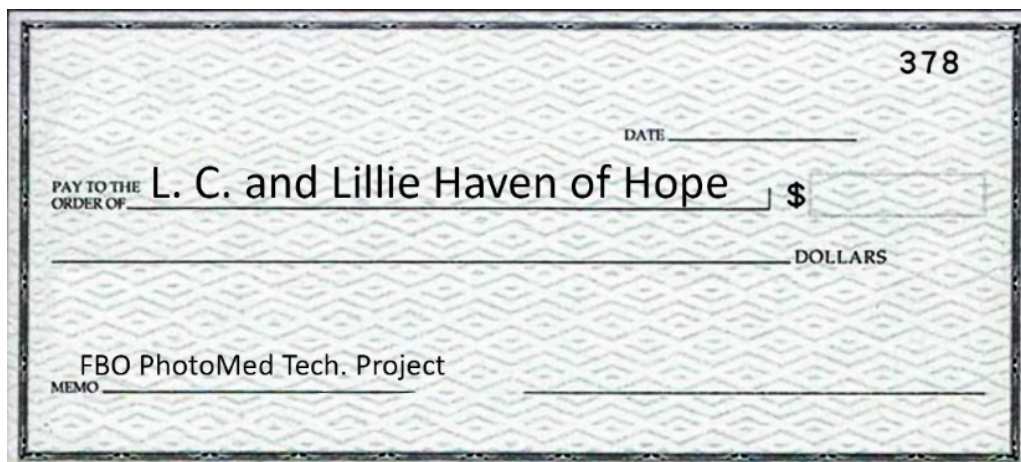 378
DATE
PAY TO THE
ORDER OF L. C. and Lillie Haven of Hope $
DOLLARS
FBO PhotoMed Tech. Project
MEMO